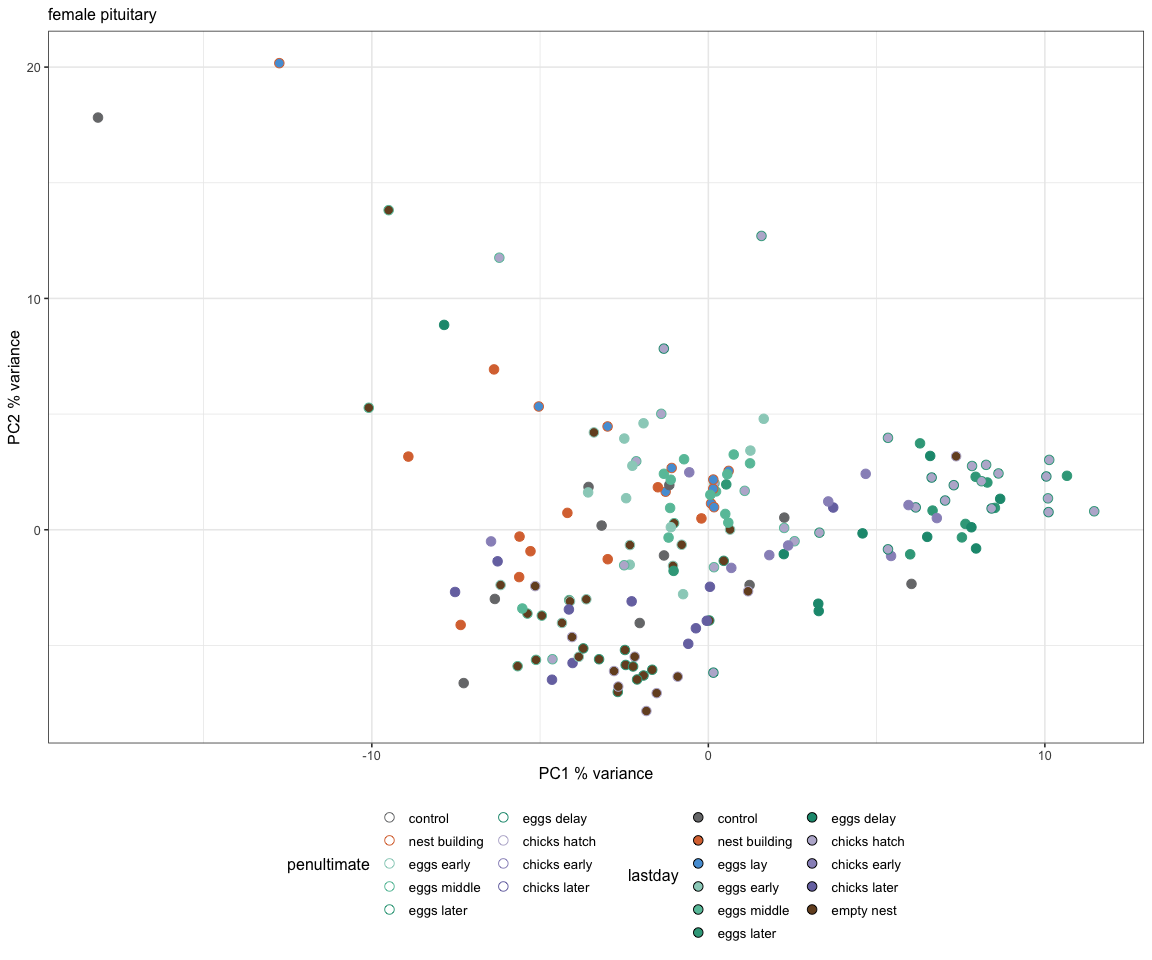 female pituitary
PC2 % variance
20
10
0
-10
0
10
PC1 % variance
penultimate
control
nest building
eggs early
eggs middle
eggs later
eggs delay
chicks hatch
chicks early
chicks later
lastday
control
nest building
eggs lay
eggs early
eggs middle
eggs later
eggs delay
chicks hatch
chicks early
chicks later
empty nest